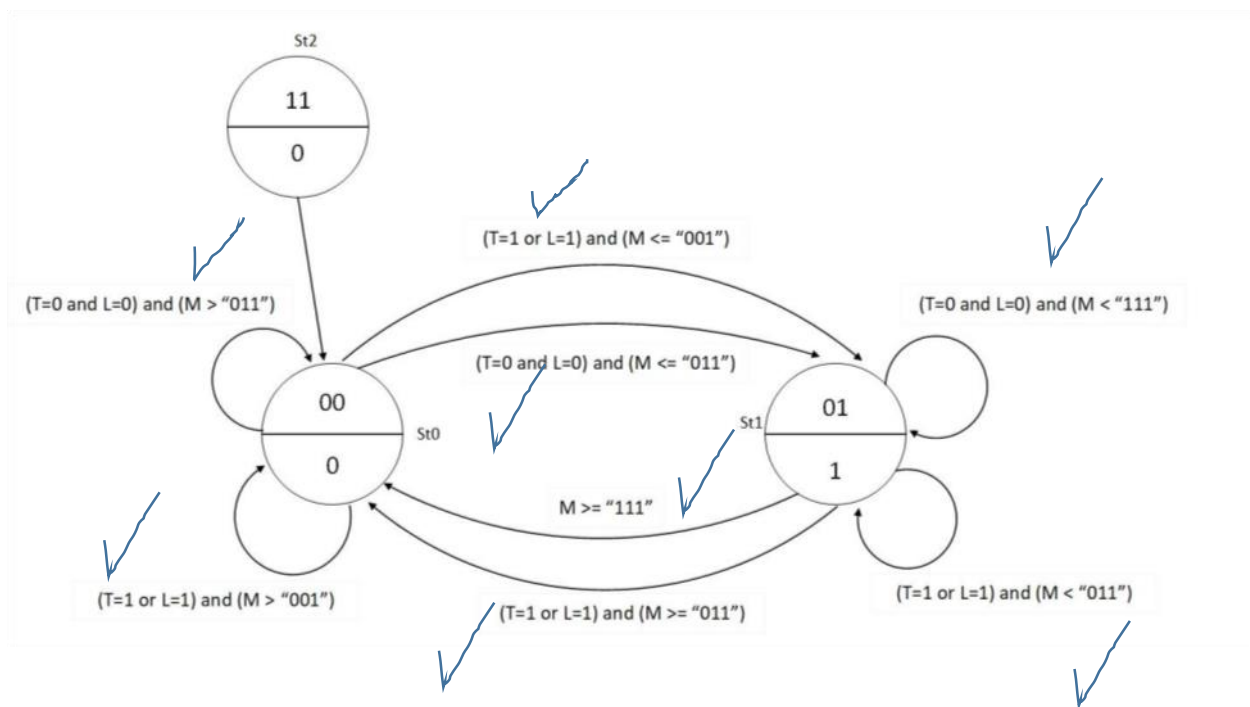 St2
11
0
(T=1 or L=1) and (M <= “001”)
(T=0 and L=0) and (M > “011”)
(T=0 and L=0) and (M < “111”)
(T=0 and L=0) and (M <= “011”)
00
St0
0
St1
01
1
M >= “111”
(T=1 or L=1) and (M > “001”)
(T=1 or L=1) and (M >= “011”)
(T=1 or L=1) and (M < “011”)